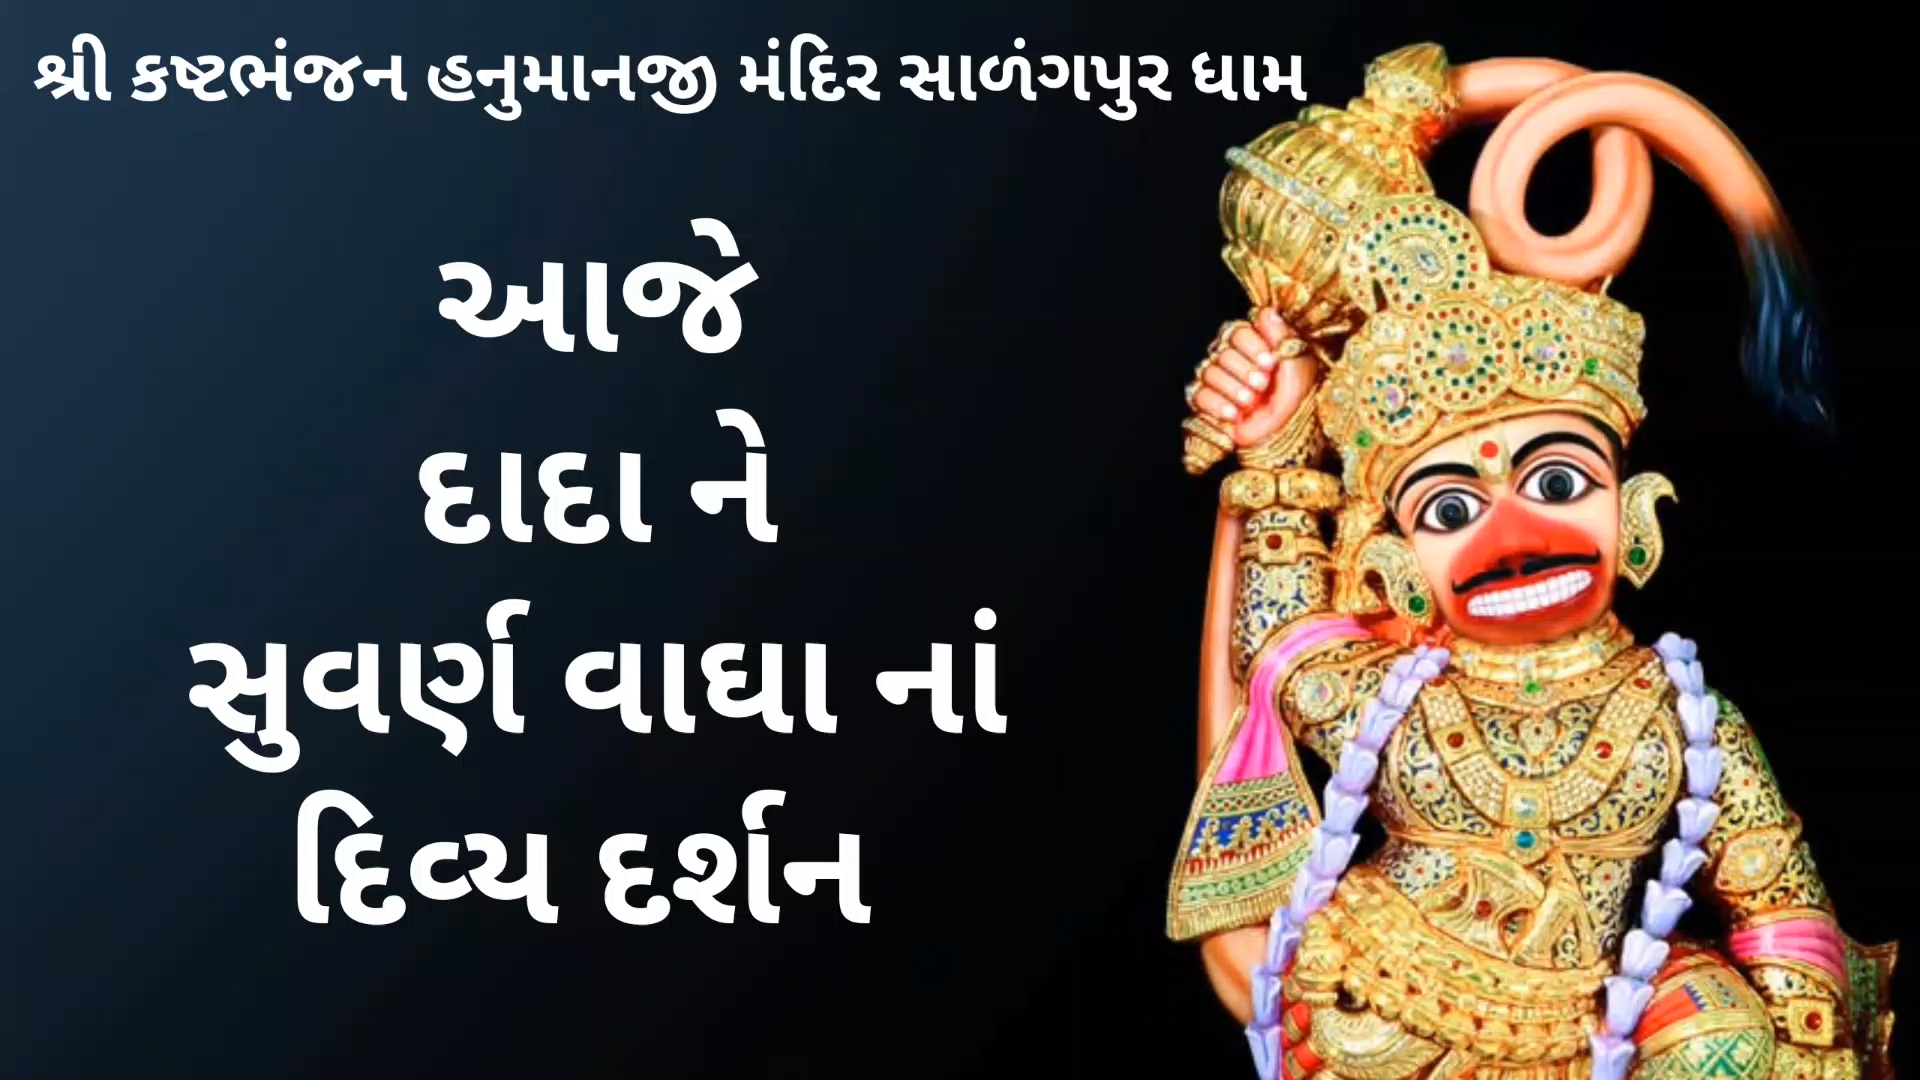 શ્રી કષ્ટભંજન હનુમાનજી મંદિર સાળંગપુર ધામ
આજે
દાદા ને
સુવર્ણ વાઘા નાં
દિવ્ય દર્શન